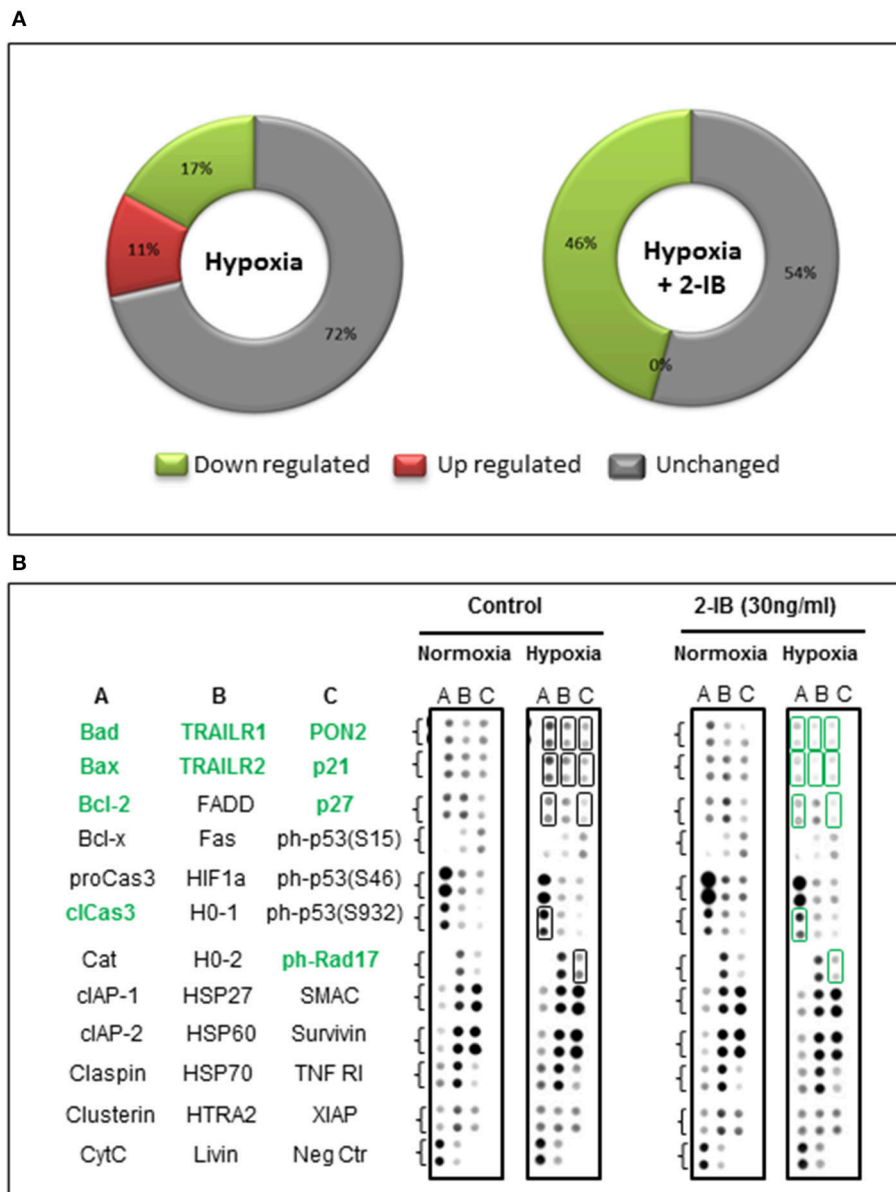 A
17%
11%
72%
Hypoxia
46%
54%
0%
Hypoxia
+ 2-IB
Down regulated Up regulated Unchanged
B
Control 2-IB (30ng/ml)
Normoxia Hypoxia Normoxia Hypoxia
A B C A B C A B C A B C A B C
Bad TRAILR1 PON2
Bax TRAILR2 p21
Bcl-2 FADD p27
Bcl-x Fas ph-p53(S15)
proCas3 HIF1a ph-p53(S46)
clCas3 H0-1 ph-p53(S932)
Cat H0-2 ph-Rad17
cIAP-1 HSP27 SMAC
cIAP-2 HSP60 Survivin
Claspin HSP70 TNF RI
Clusterin HTRA2 XIAP
CytC Livin Neg Ctr